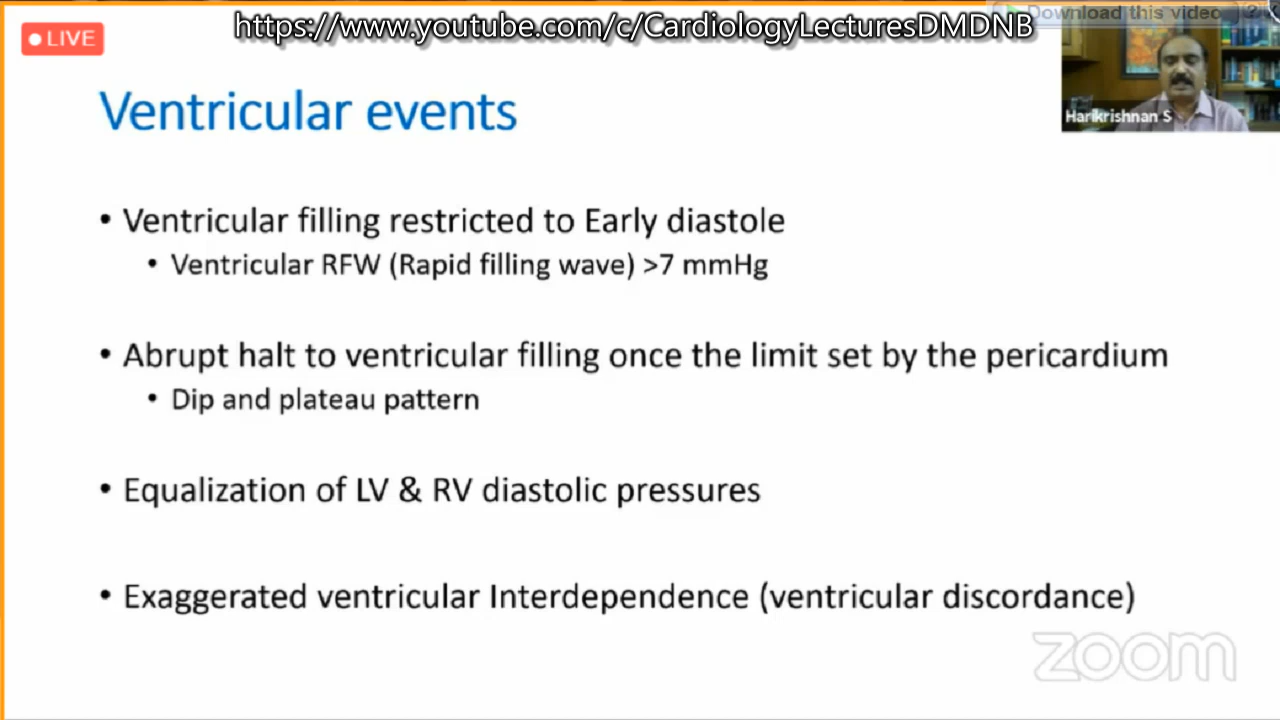 https://www.youtube.com/c/CardiologyLecturesDMDNB
Download this video
?
LIVE
Harikrishnan S
Ventricular events
• Ventricular filling restricted to Early diastole
• Ventricular RFW (Rapid filling wave) >7 mmHg
• Abrupt halt to ventricular filling once the limit set by the pericardium
• Dip and plateau pattern
• Equalization of LV & RV diastolic pressures
• Exaggerated ventricular Interdependence (ventricular discordance)
zoom